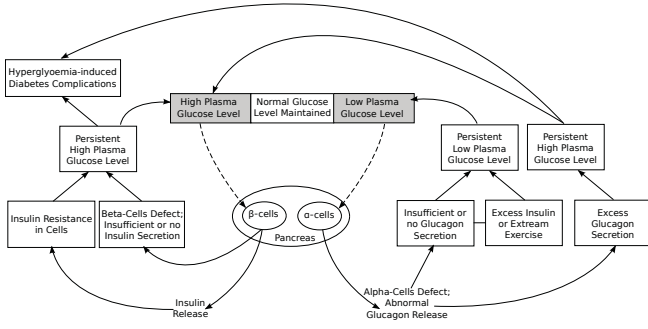 Hyperglyoemia-induced
Diabetes Complications
High Plasma
Glucose Level
Normal Glucose
Level Maintained
Low Plasma
Glucose Level
Persistent
High Plasma
Glucose Level
Persistent
Low Plasma
Glucose Level
Persistent
High Plasma
Glucose Level
Insulin Resistance
in Cells
Beta-Cells Defect;
Insufficient or no
Insulin Secretion
β-cells
α-cells
Pancreas
Insufficient or
no Glucagon
Secretion
Excess Insulin
or Extream
Exercise
Excess
Glucagon
Secretion
Insulin
Release
Alpha-Cells Defect;
Abnormal
Glucagon Release